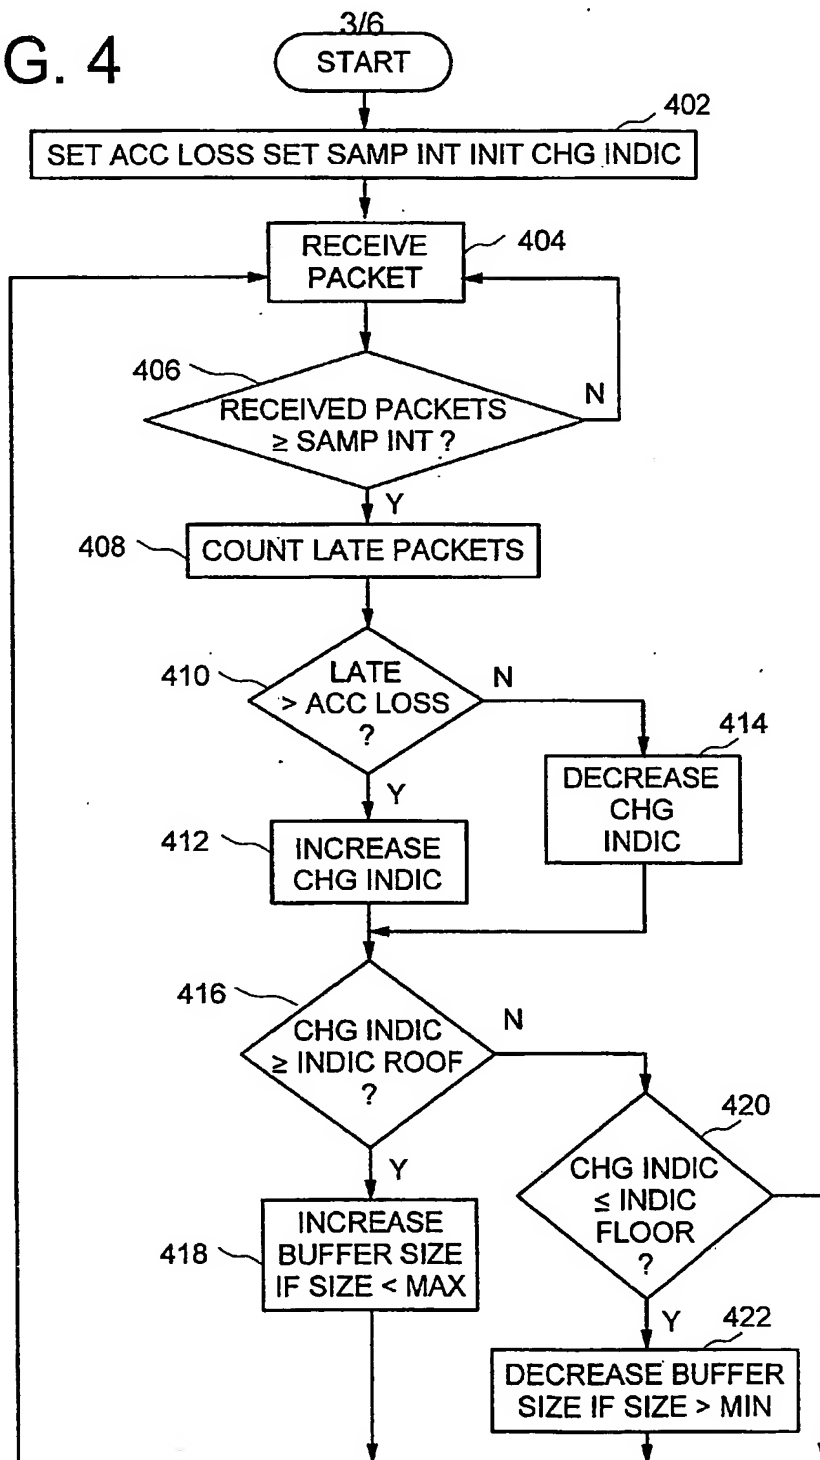 3/6
G. 4
START
402
SET ACC LOSS SET SAMP INT INIT CHG INDIC
RECEIVE
PACKET
404
406
RECEIVED PACKETS
≥ SAMP INT ?
N
Y
408
COUNT LATE PACKETS
410
LATE
> ACC LOSS
?
N
Y
414
DECREASE
CHG
INDIC
412
INCREASE
CHG INDIC
416
CHG INDIC
≥ INDIC ROOF
?
N
Y
420
CHG INDIC
≤ INDIC
FLOOR
?
Y
418
INCREASE
BUFFER SIZE
IF SIZE < MAX
422
DECREASE BUFFER
SIZE IF SIZE > MIN